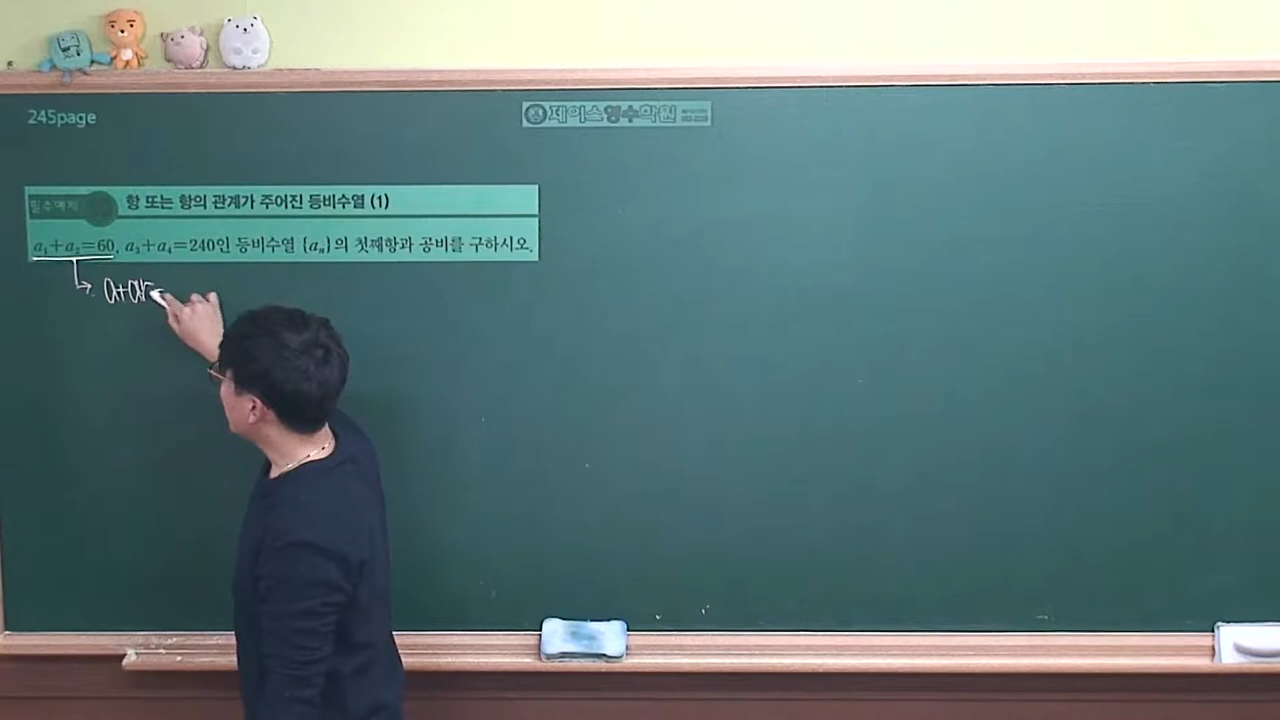 245page
제이스영수학원
필수예제
항 또는 항의 관계가 주어진 등비수열 (1)
a₁+a₂=60, a₃+a₄=240인 등비수열 {aₙ}의 첫째항과 공비를 구하시오.
a+ar